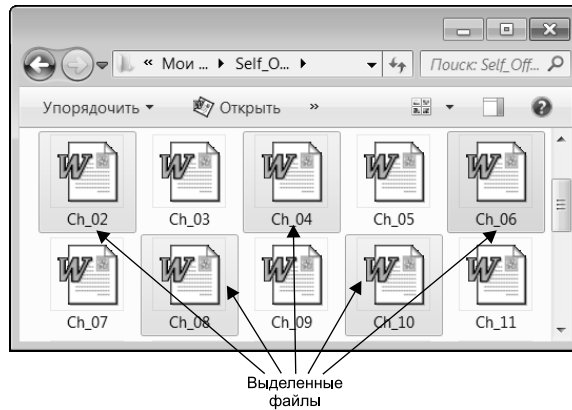 « Мои ... Self_O... Поиск: Self_Off...
Упорядочить Открыть »
Ch_02 Ch_03 Ch_04 Ch_05 Ch_06
Ch_07 Ch_08 Ch_09 Ch_10 Ch_11
Выделенные
файлы